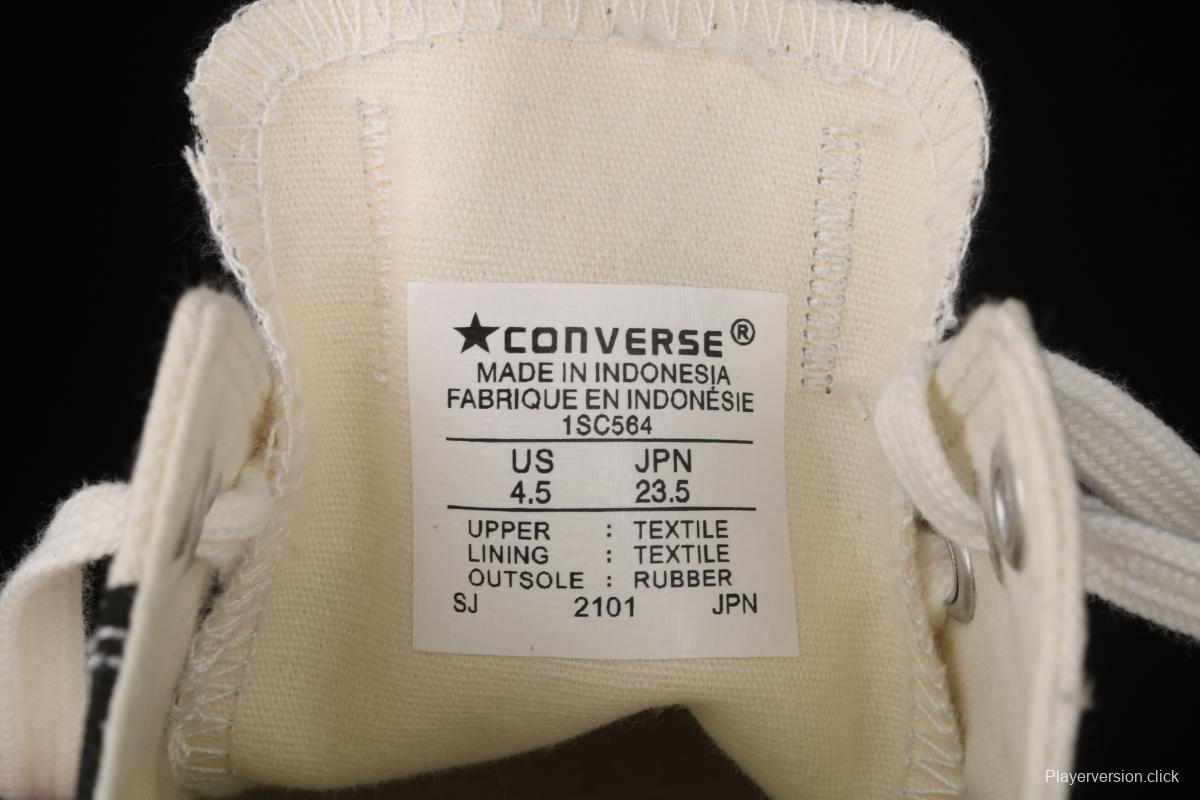 ★CONVERSE®
MADE IN INDONESIA
FABRIQUE EN INDONÉSIE
1SC564
US JPN
4.5 23.5
UPPER : TEXTILE
LINING : TEXTILE
OUTSOLE : RUBBER
SJ 2101 JPN
Playerversion.click